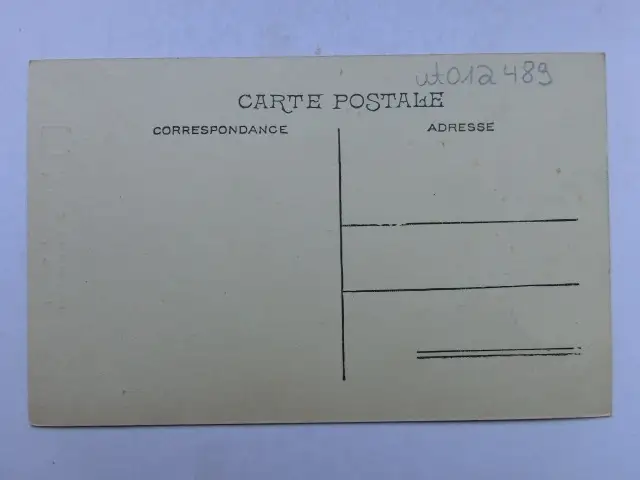 ut012489
CARTE POSTALE
CORRESPONDANCE
ADRESSE